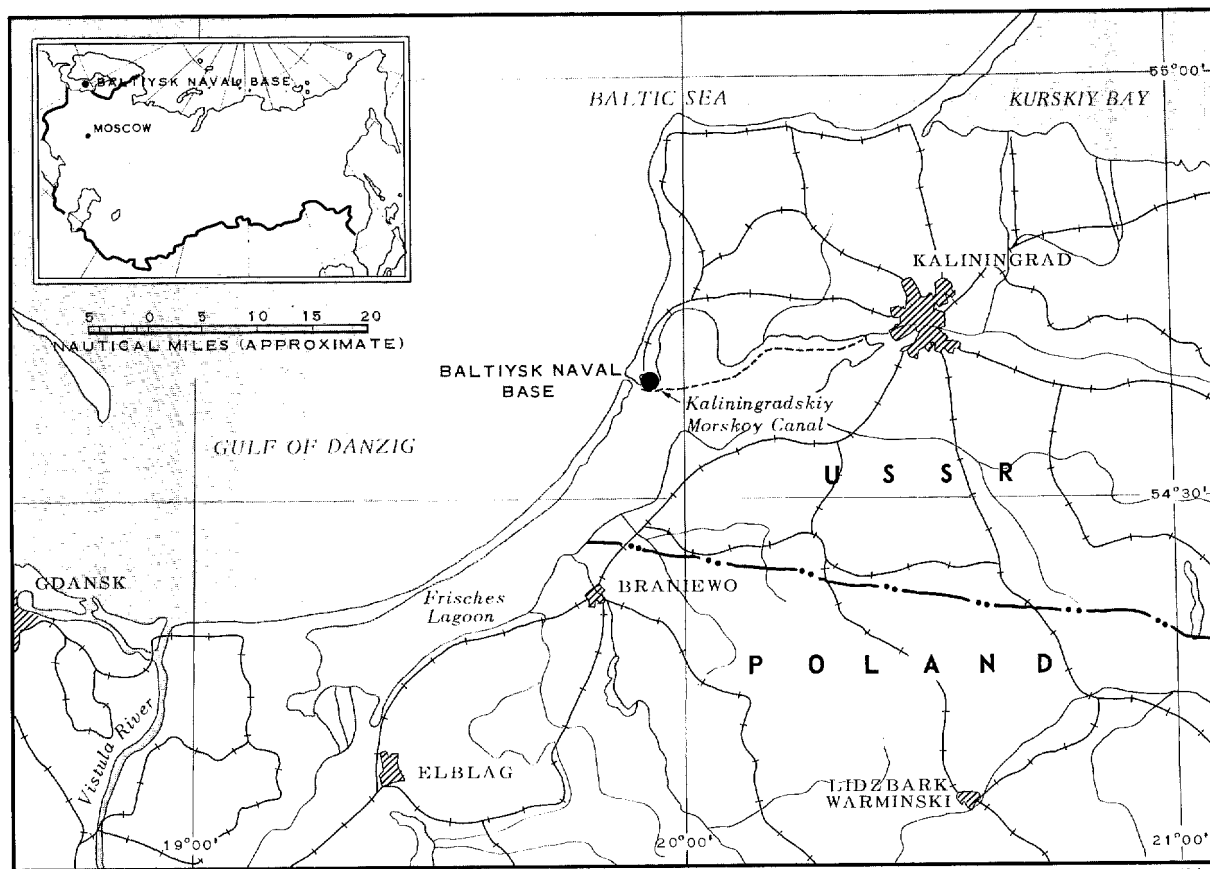 BALTIYSK NAVAL BASE
MOSCOW
BALTIC SEA
KURSKIY BAY
55°00'
KALININGRAD
5 0 5 10 15 20
NAUTICAL MILES (APPROXIMATE)
BALTIYSK NAVAL
BASE
Kaliningradskiy
Morskoy Canal
GULF OF DANZIG
USSR
54°30'
GDANSK
BRANIEWO
Frisches
Lagoon
POLAND
Vistula River
ELBLAG
LIDZBARK
WARMINSKI
19°00'
20°00'
21°00'